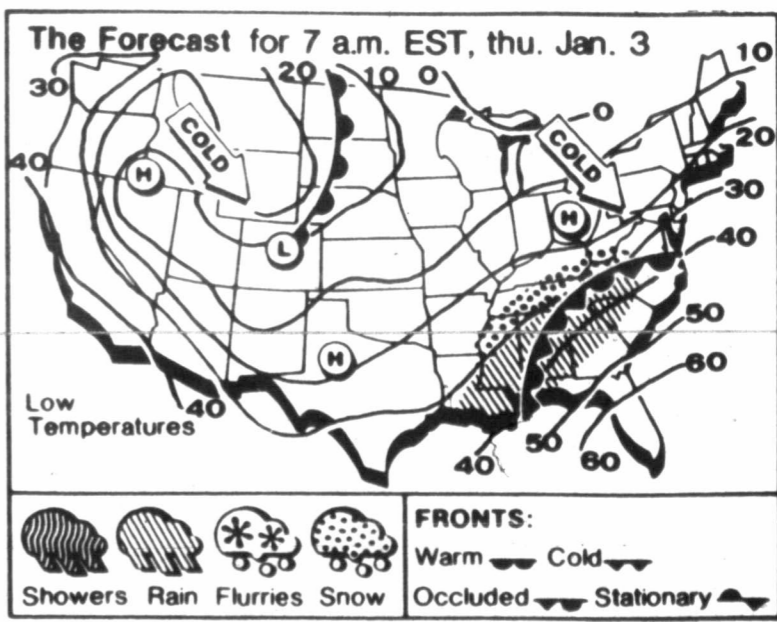 The Forecast for 7 a.m. EST, thu. Jan. 3
30 20 10 0 0 10
COLD COLD
40 20
H H 30
L 40
50
H 60
Low
Temperatures
40 40 50 60
FRONTS:
Warm Cold
Showers Rain Flurries Snow Occluded Stationary